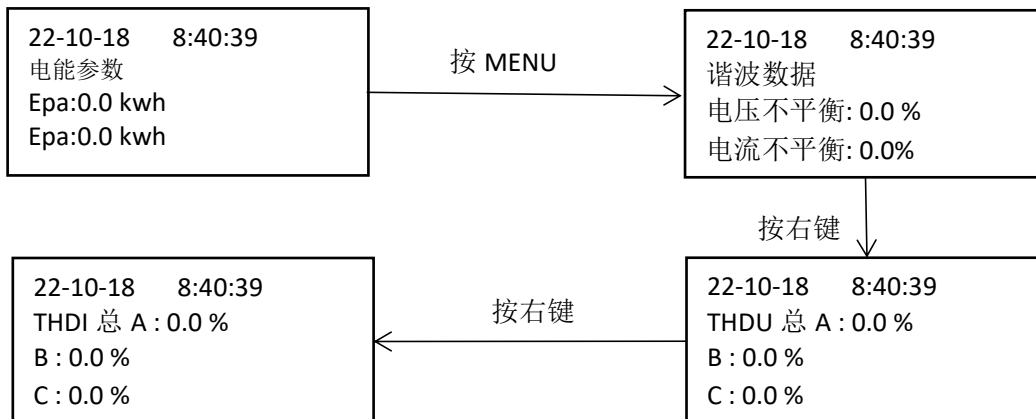 22-10-18 8:40:39
电能参数
Epa:0.0 kwh
Epa:0.0 kwh
按 MENU
22-10-18 8:40:39
谐波数据
电压不平衡: 0.0 %
电流不平衡: 0.0%
按右键
22-10-18 8:40:39
THDU 总 A : 0.0 %
B : 0.0 %
C : 0.0 %
按右键
22-10-18 8:40:39
THDI 总 A : 0.0 %
B : 0.0 %
C : 0.0 %